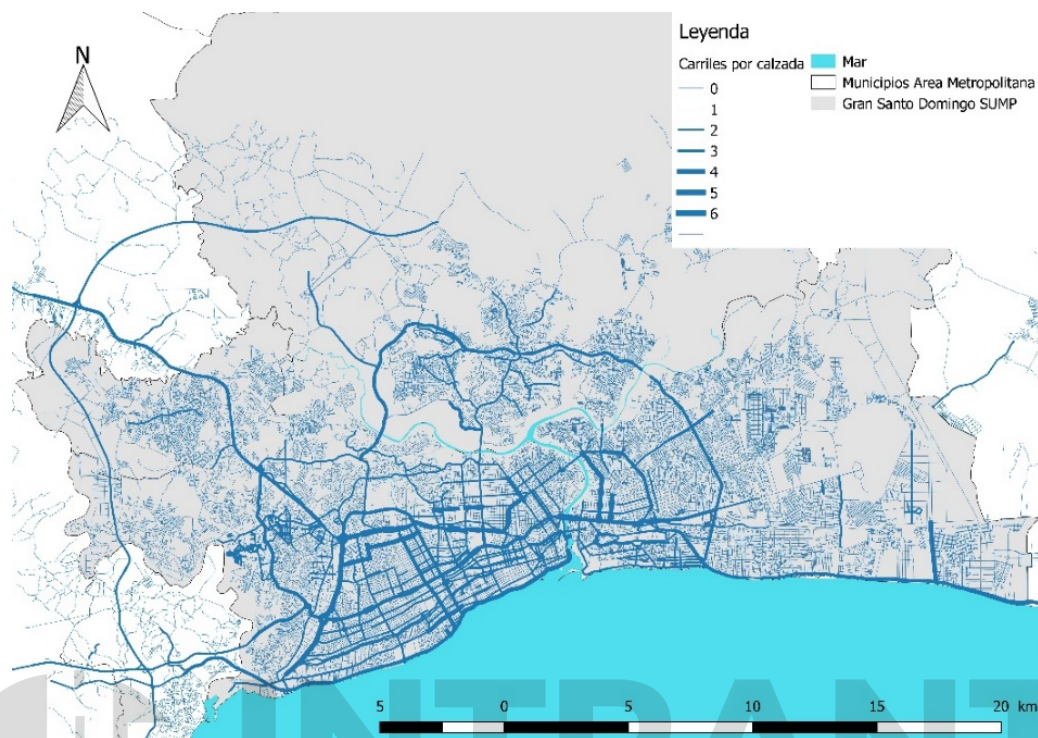 N
Leyenda
Carriles por calzada
0
1
2
3
4
5
6
Mar
Municipios Area Metropolitana
Gran Santo Domingo SUMP
INTRANT
5 0 5 10 15 20 km